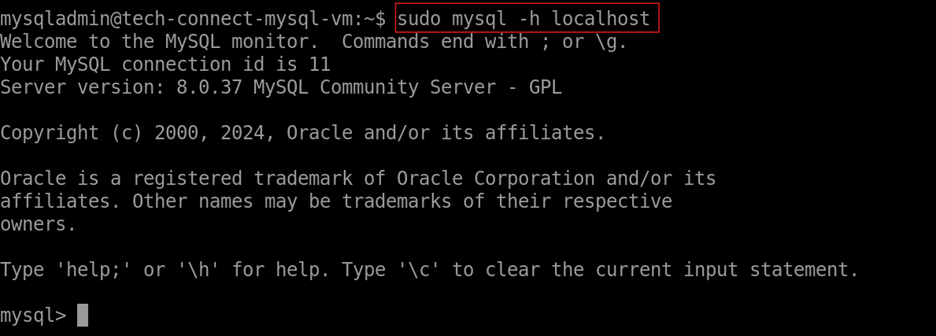 mysqladmin@tech-connect-mysql-vm:~$ sudo mysql -h localhost
Welcome to the MySQL monitor.  Commands end with ; or \g.
Your MySQL connection id is 11
Server version: 8.0.37 MySQL Community Server - GPL
Copyright (c) 2000, 2024, Oracle and/or its affiliates.
Oracle is a registered trademark of Oracle Corporation and/or its
affiliates. Other names may be trademarks of their respective
owners.
Type 'help;' or '\h' for help. Type '\c' to clear the current input statement.
mysql>